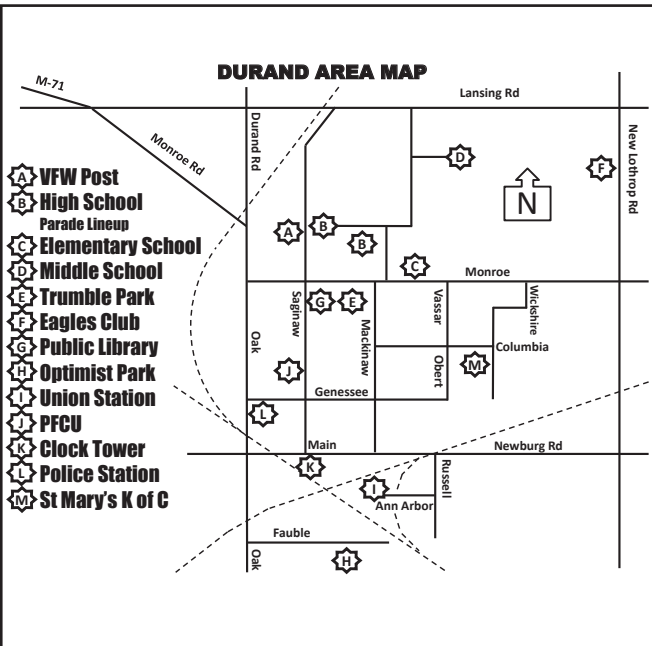 DURAND AREA MAP
M-71
Lansing Rd
Monroe Rd
Durand Rd
New Lothrop Rd
D
F
N
A VFW Post
B High School
Parade Lineup
C Elementary School
D Middle School
E Trumble Park
F Eagles Club
G Public Library
H Optimist Park
I Union Station
J PFCU
K Clock Tower
L Police Station
M St Mary's K of C
A
B
B
C
Monroe
Saginaw
G
E
Mackinaw
Vassar
Wickshire
Oak
Columbia
Obert
M
J
Genessee
L
Main
Newburg Rd
K
Russell
I
Ann Arbor
Fauble
Oak
H